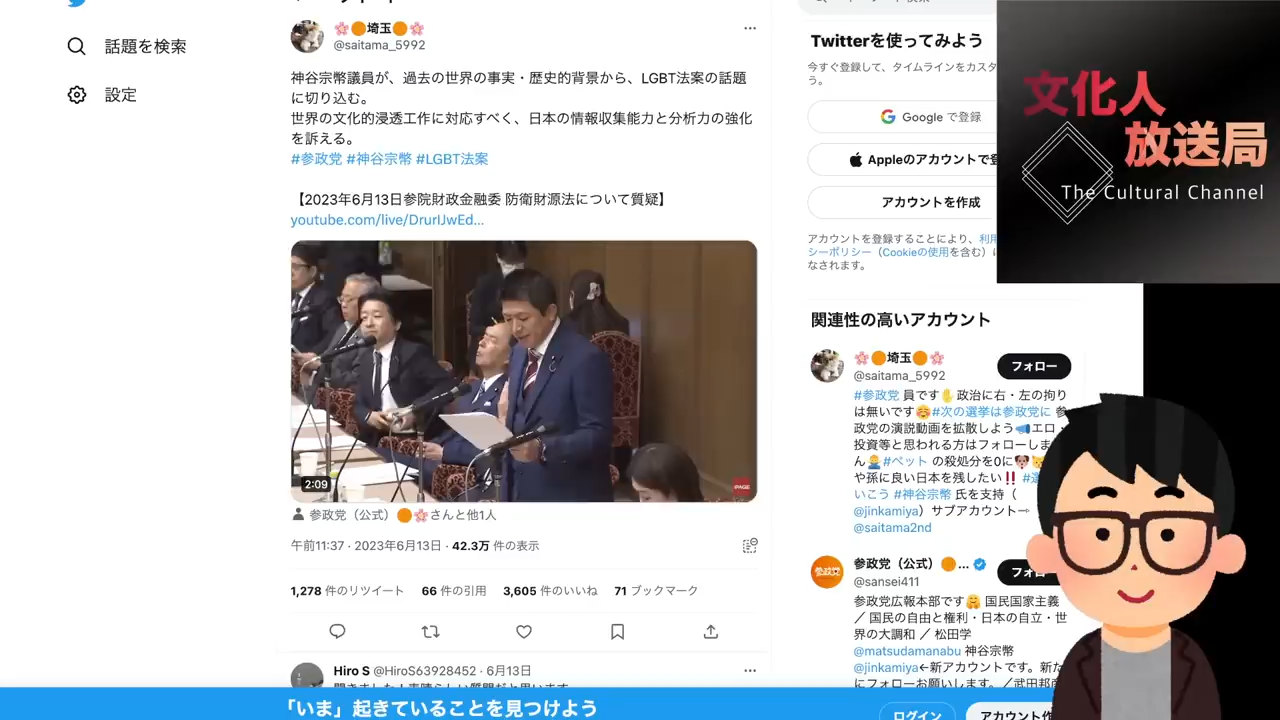 話題を検索
設定
🌸🟠埼玉🟠🌸
@saitama_5992
神谷宗幣議員が、過去の世界の事実・歴史的背景から、LGBT法案の話題
に切り込む。
世界の文化的浸透工作に対応すべく、日本の情報収集能力と分析力の強化
を訴える。
#参政党 #神谷宗幣 #LGBT法案
【2023年6月13日参院財政金融委 防衛財源法について質疑】
youtube.com/live/DrurIJwEd...
2:09
参政党（公式）🟠🌸さんと他1人
午前11:37 · 2023年6月13日 · 42.3万 件の表示
1,278 件のリツイート 66 件の引用 3,605 件のいいね 71 ブックマーク
Hiro S @HiroS63928452 · 6月13日
Twitterを使ってみよう
今すぐ登録して、タイムラインをカスタ
う。
Google で登録
Appleのアカウントで登
アカウントを作成
アカウントを登録することにより、利用
シーポリシー（Cookieの使用を含む）に
なされます。
関連性の高いアカウント
🌸🟠埼玉🟠🌸
@saitama_5992
フォロー
#参政党 員です✋政治に右・左の拘り
は無いです🥰#次の選挙は参政党に 参
政党の演説動画を拡散しよう📣エロ・
投資等と思われる方はフォローしま
ん🙇‍♂️#ペット の殺処分を0に🐶🐱
や孫に良い日本を残したい‼️
いこう #神谷宗幣 氏を支持（
@jinkamiya）サブアカウント→
@saitama2nd
参政党
参政党（公式）🟠...
@sansei411
フォロ
参政党広報本部です🤗 国民国家主義
／ 国民の自由と権利・日本の自立・世
界の大調和 ／ 松田学
@matsudamanabu 神谷宗幣
@jinkamiya←新アカウントです。新た
にフォローお願いします。／武田邦彦
文化人
放送局
The Cultural Channel
「いま」起きていることを見つけよう
ログイン
アカウント作